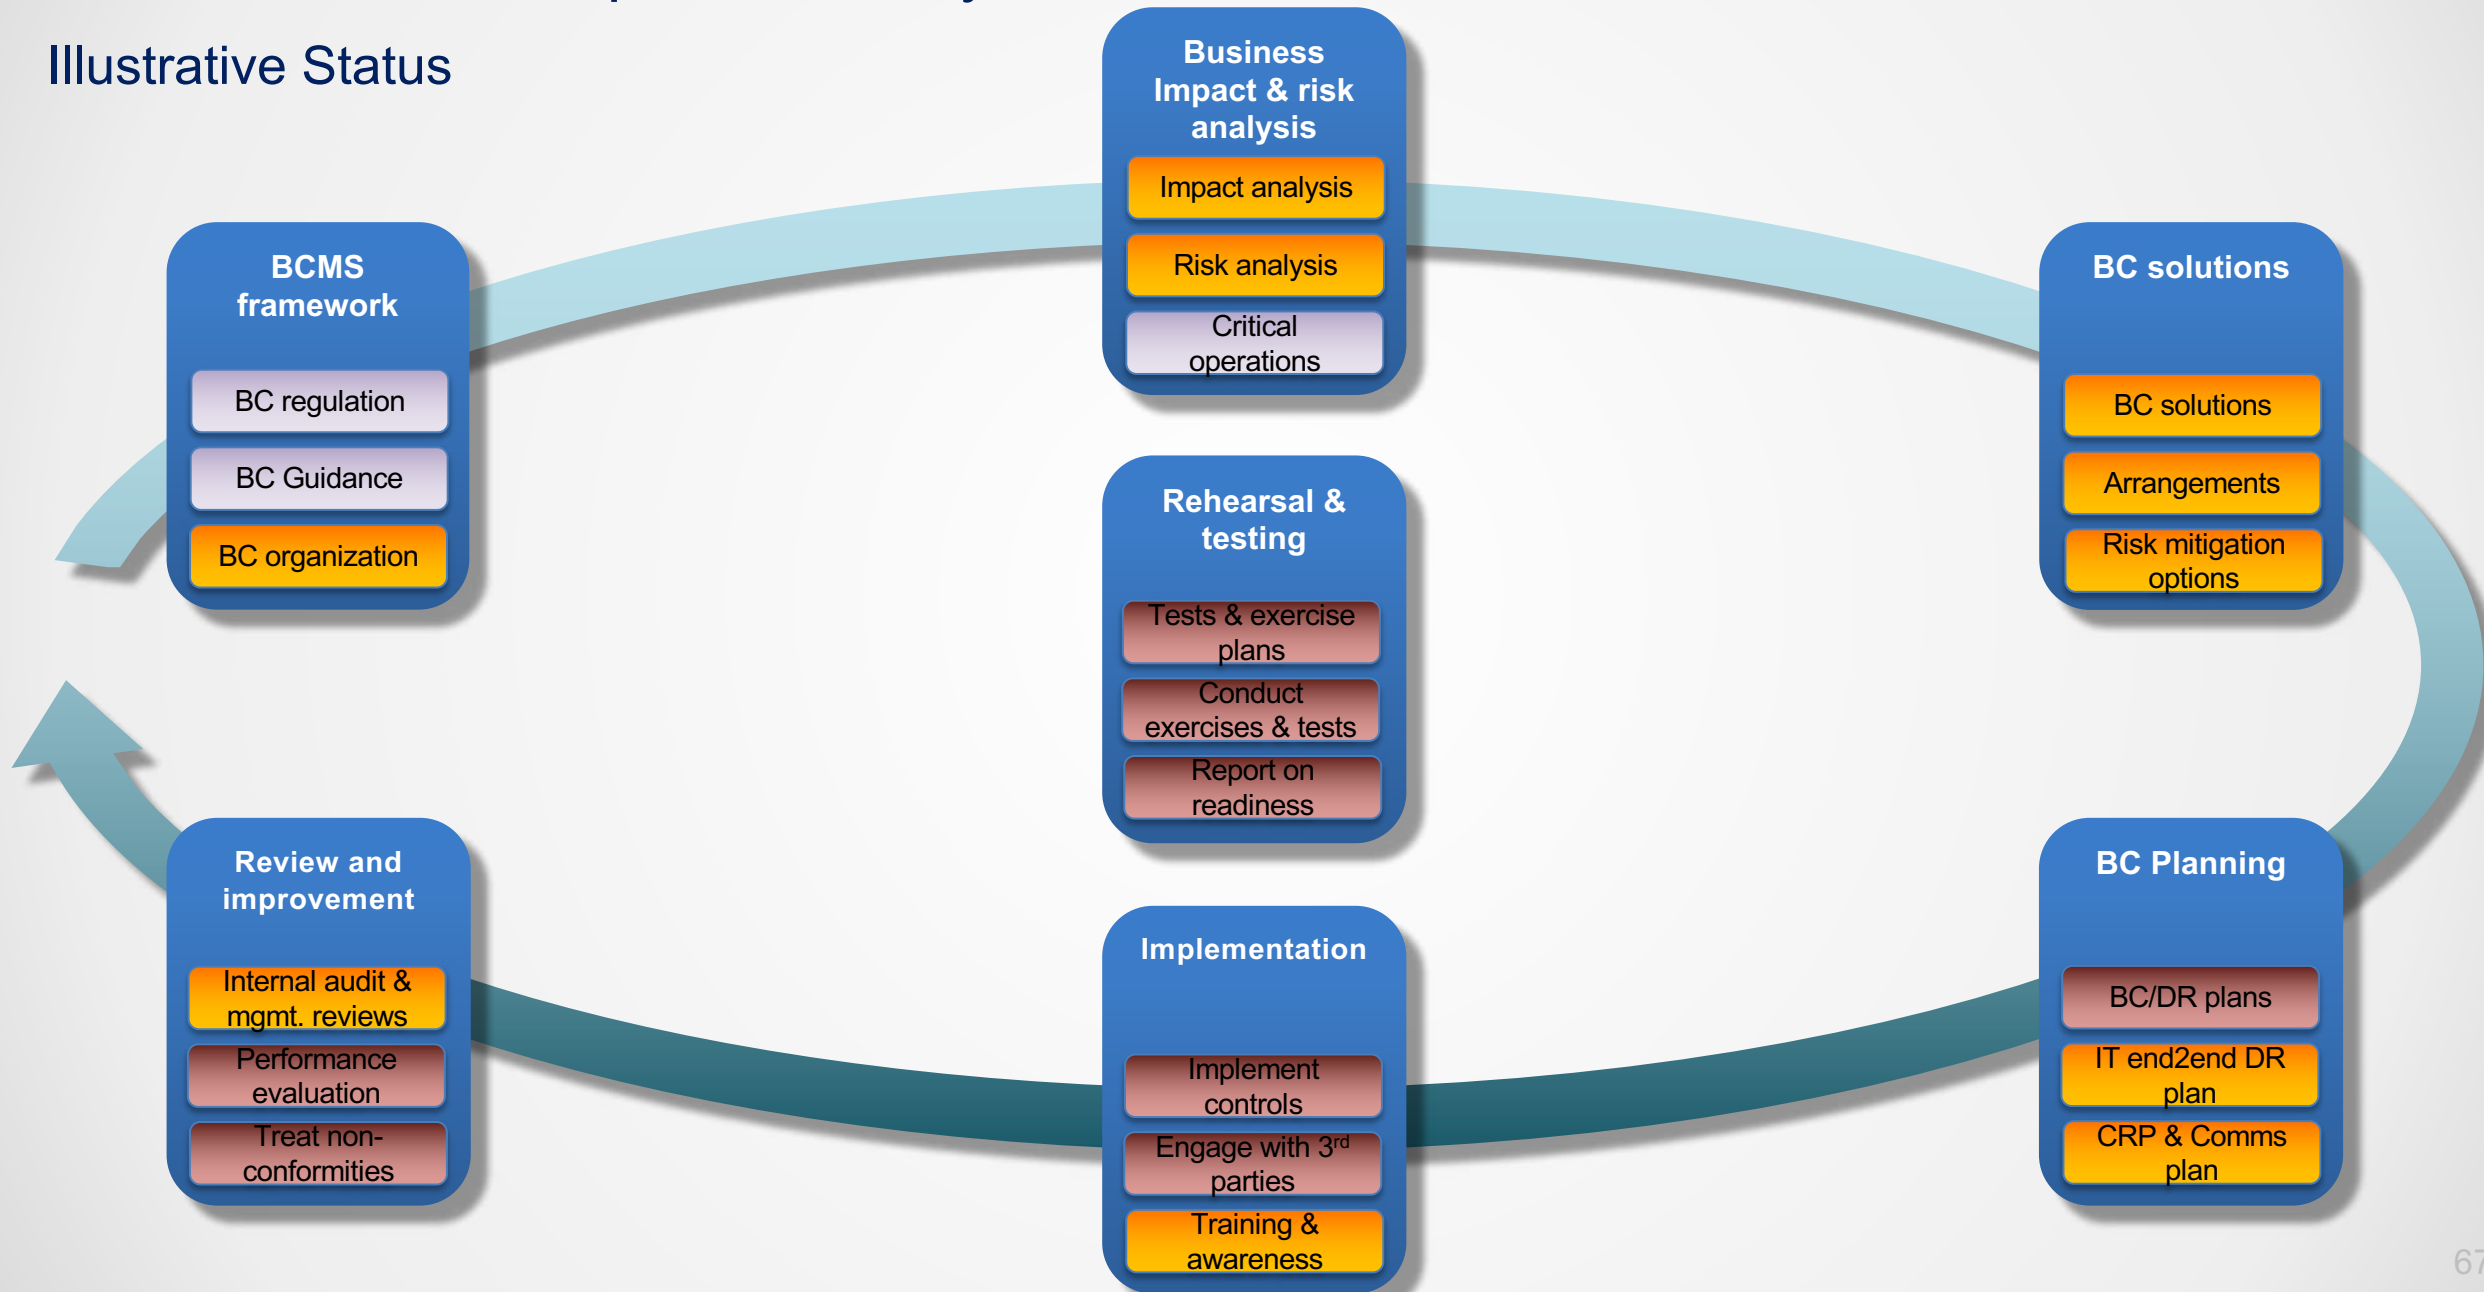 Illustrative Status
Business
Impact & risk
analysis
Impact analysis
Risk analysis
Critical
operations
BCMS
framework
BC regulation
BC Guidance
BC organization
BC solutions
BC solutions
Arrangements
Risk mitigation
options
Rehearsal &
testing
Tests & exercise
plans
Conduct
exercises & tests
Report on
readiness
Review and
improvement
Internal audit &
mgmt. reviews
Performance
evaluation
Treat non-
conformities
Implementation
Implement
controls
Engage with 3rd
parties
Training &
awareness
BC Planning
BC/DR plans
IT end2end DR
plan
CRP & Comms
plan
67